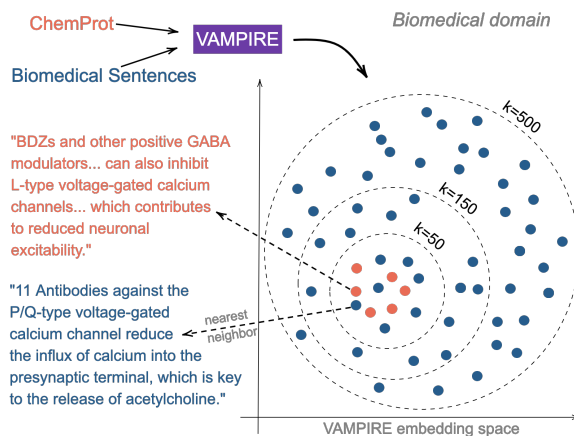 ChemProt
Biomedical Sentences
VAMPIRE
Biomedical domain
k=500
k=150
k=50
"BDZs and other positive GABA
modulators... can also inhibit
L-type voltage-gated calcium
channels... which contributes
to reduced neuronal
excitability."
"11 Antibodies against the
P/Q-type voltage-gated
calcium channel reduce
the influx of calcium into the
presynaptic terminal, which is key
to the release of acetylcholine."
nearest
neighbor
VAMPIRE embedding space